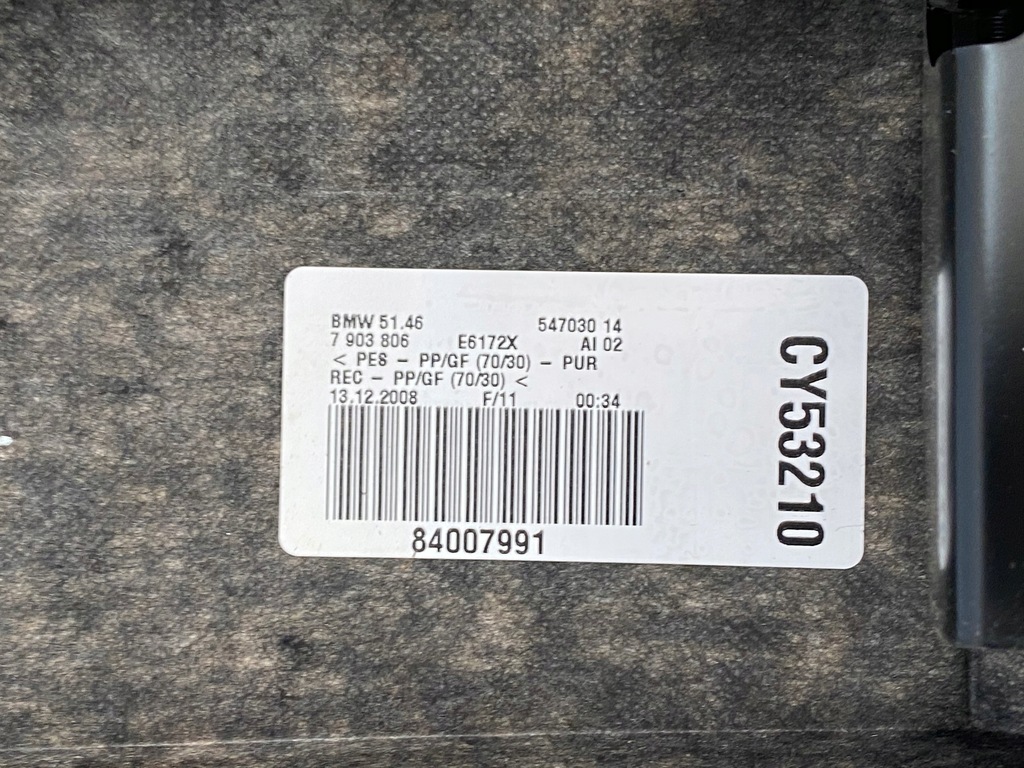 BMW 51.46 547030 14
7 903 806 E6172X AI 02
< PES – PP/GF (70/30) – PUR
REC – PP/GF (70/30) <
13.12.2008 F/11 00:34
84007991
CY53210